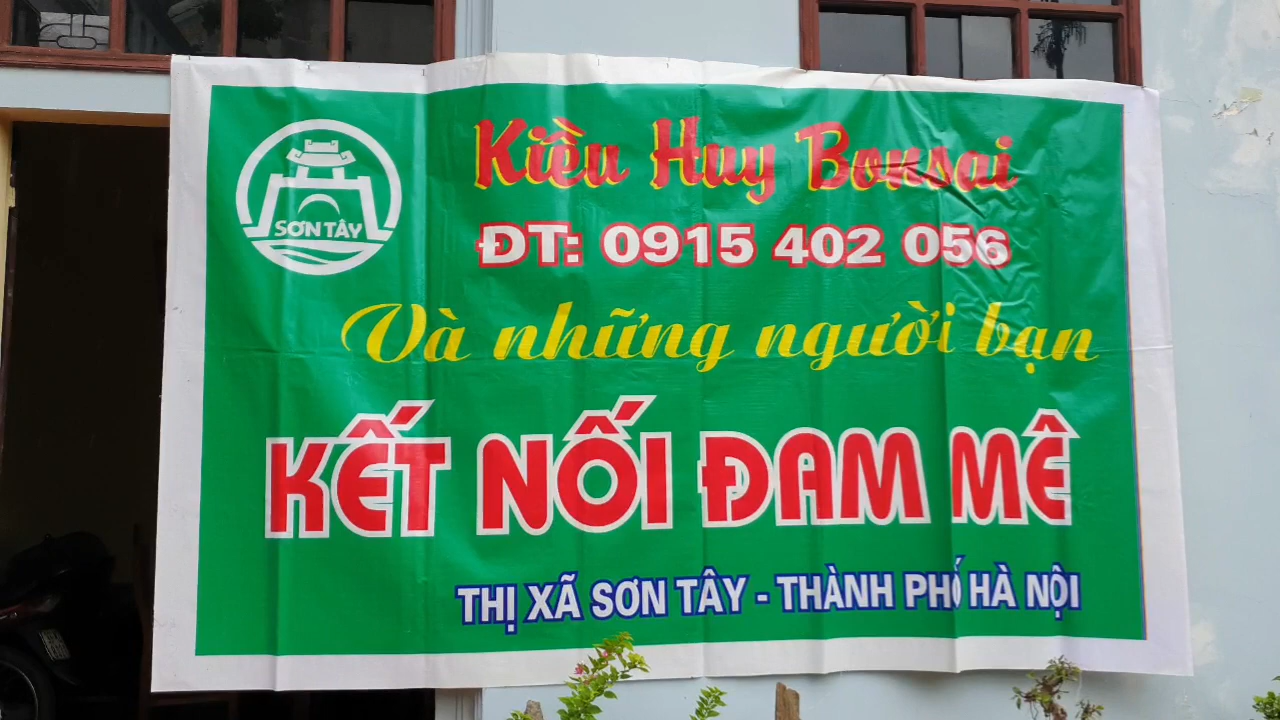 SƠN TÂY
Kiều Huy Bonsai
ĐT: 0915 402 056
Và những người bạn
KẾT NỐI ĐAM MÊ
THỊ XÃ SƠN TÂY - THÀNH PHỐ HÀ NỘI